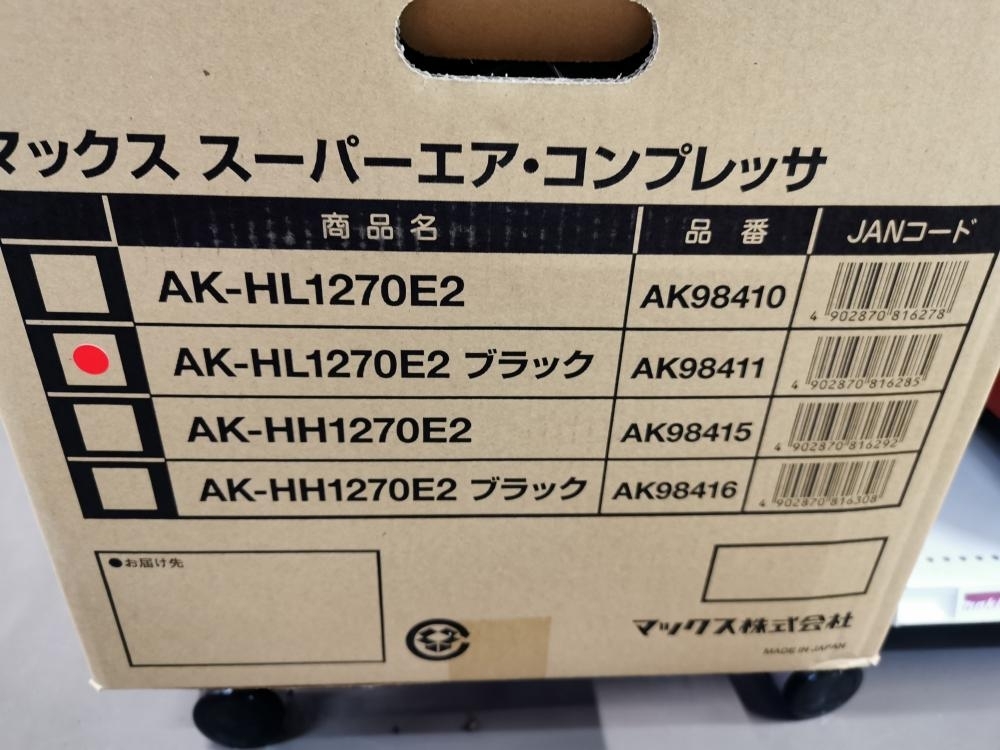 マックス スーパーエア・コンプレッサ
商品名 品番 JANコード
AK-HL1270E2 AK98410 4 902870 816278
AK-HL1270E2 ブラック AK98411 4 902870 816285
AK-HH1270E2 AK98415 4 902870 816292
AK-HH1270E2 ブラック AK98416 4 902870 816308
●お届け先
マックス株式会社
MADE IN JAPAN